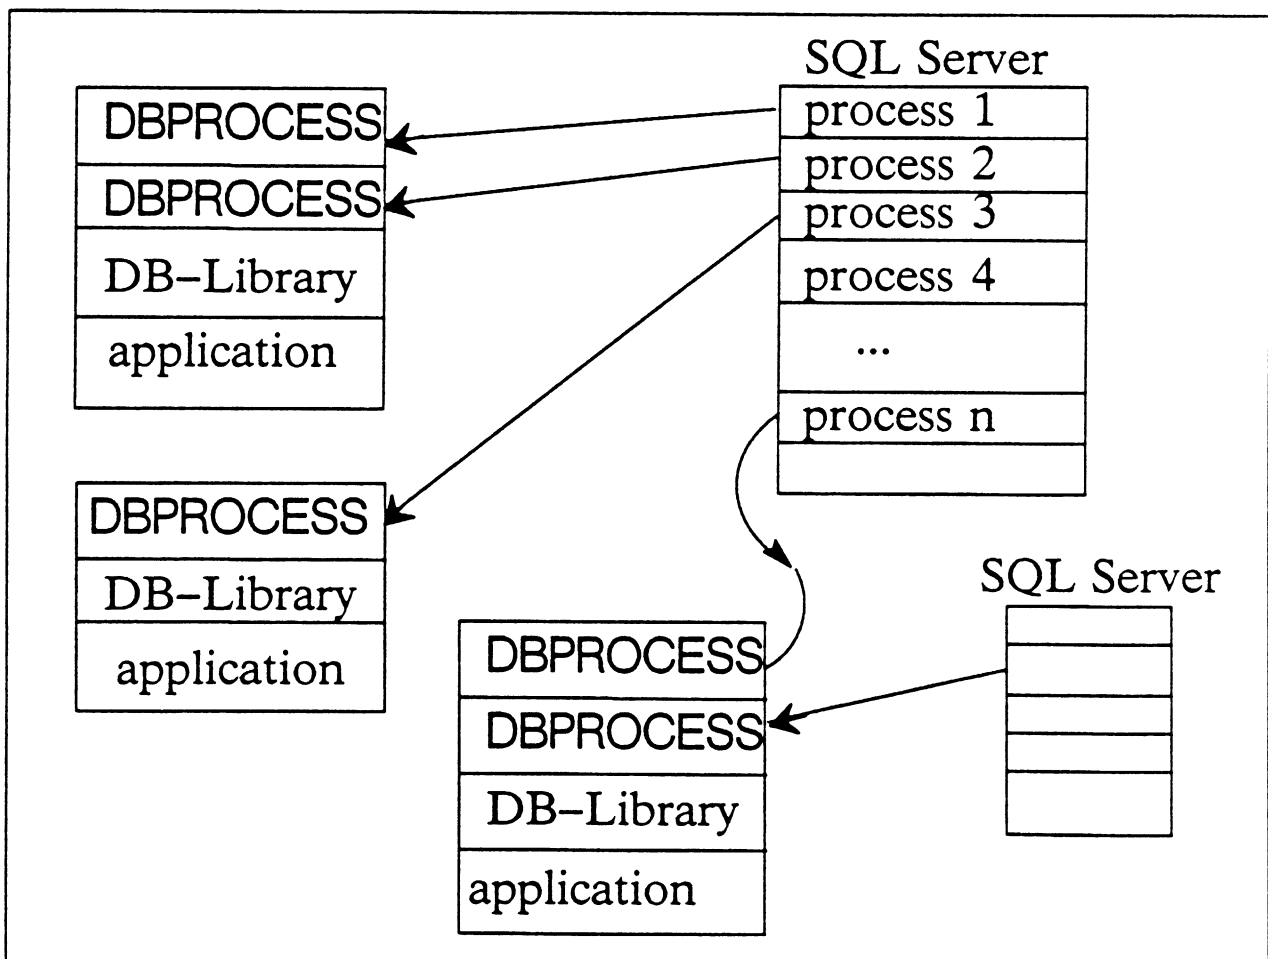 SQL Server
process 1
process 2
process 3
process 4
...
process n
DBPROCESS
DBPROCESS
DB–Library
application
DBPROCESS
DB–Library
application
DBPROCESS
DBPROCESS
DB–Library
application
SQL Server